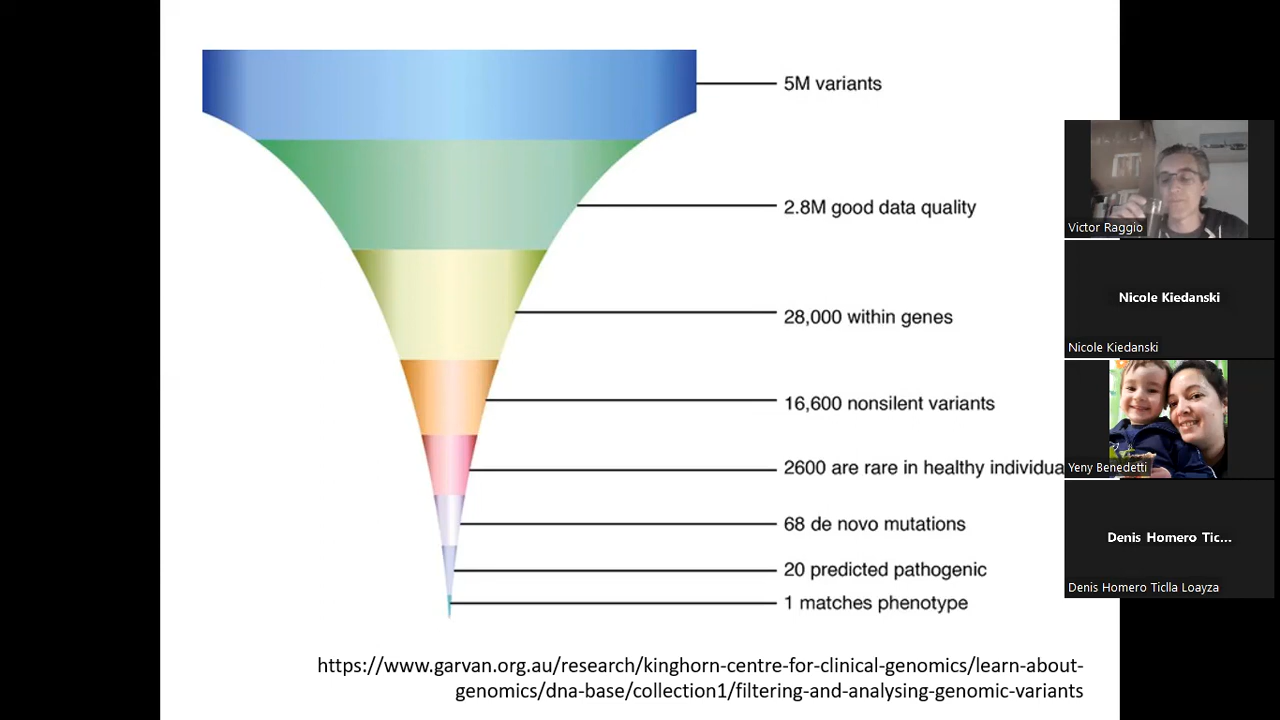 5M variants
2.8M good data quality
28,000 within genes
16,600 nonsilent variants
2600 are rare in healthy
68 de novo mutations
20 predicted pathogenic
1 matches phenotype
https://www.garvan.org.au/research/kinghorn-centre-for-clinical-genomics/learn-about-
genomics/dna-base/collection1/filtering-and-analysing-genomic-variants
Victor Raggio
Nicole Kiedanski
Nicole Kiedanski
Yeny Benedetti
Denis Homero Tic...
Denis Homero Ticlla Loayza